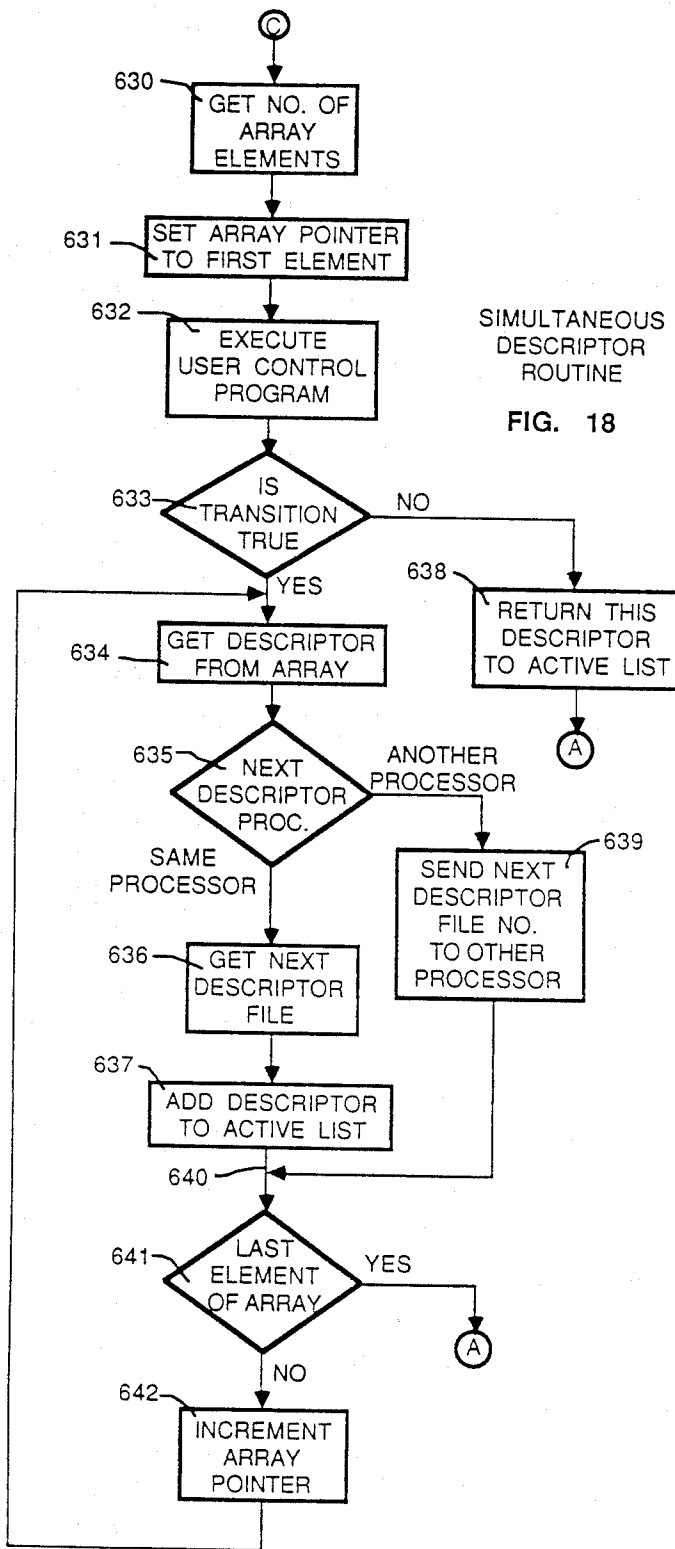 C
630
GET NO. OF
ARRAY
ELEMENTS
631
SET ARRAY POINTER
TO FIRST ELEMENT
632
EXECUTE
USER CONTROL
PROGRAM
SIMULTANEOUS
DESCRIPTOR
ROUTINE
FIG. 18
633
IS
TRANSITION
TRUE
NO
YES
638
RETURN THIS
DESCRIPTOR
TO ACTIVE LIST
A
634
GET DESCRIPTOR
FROM ARRAY
635
NEXT
DESCRIPTOR
PROC.
ANOTHER
PROCESSOR
SAME
PROCESSOR
639
SEND NEXT
DESCRIPTOR
FILE NO.
TO OTHER
PROCESSOR
636
GET NEXT
DESCRIPTOR
FILE
637
ADD DESCRIPTOR
TO ACTIVE LIST
640
641
LAST
ELEMENT
OF ARRAY
YES
A
NO
642
INCREMENT
ARRAY
POINTER